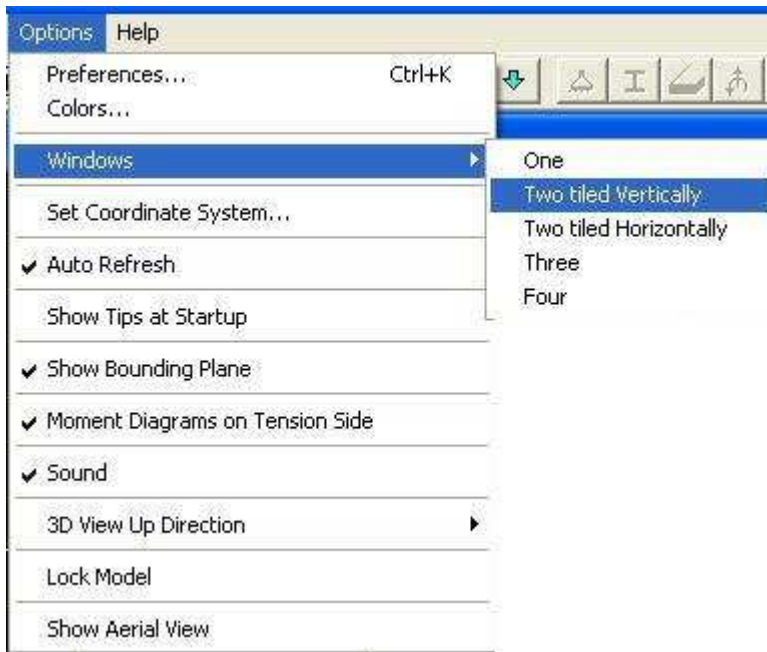 Options Help
Preferences... Ctrl+K
Colors...
Windows
Set Coordinate System...
Auto Refresh
Show Tips at Startup
Show Bounding Plane
Moment Diagrams on Tension Side
Sound
3D View Up Direction
Lock Model
Show Aerial View
One
Two tiled Vertically
Two tiled Horizontally
Three
Four